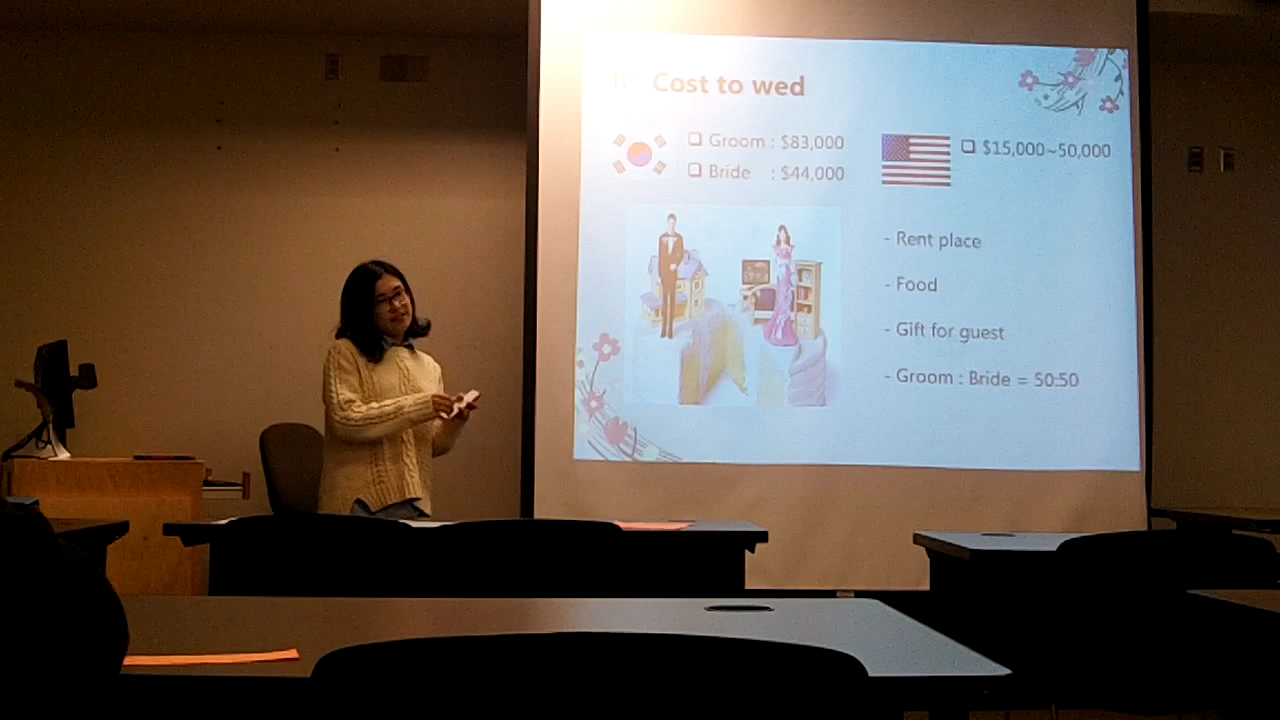 Cost to wed
❑ Groom : $83,000
❑ Bride : $44,000
❑ $15,000~50,000
- Rent place
- Food
- Gift for guest
- Groom : Bride = 50:50